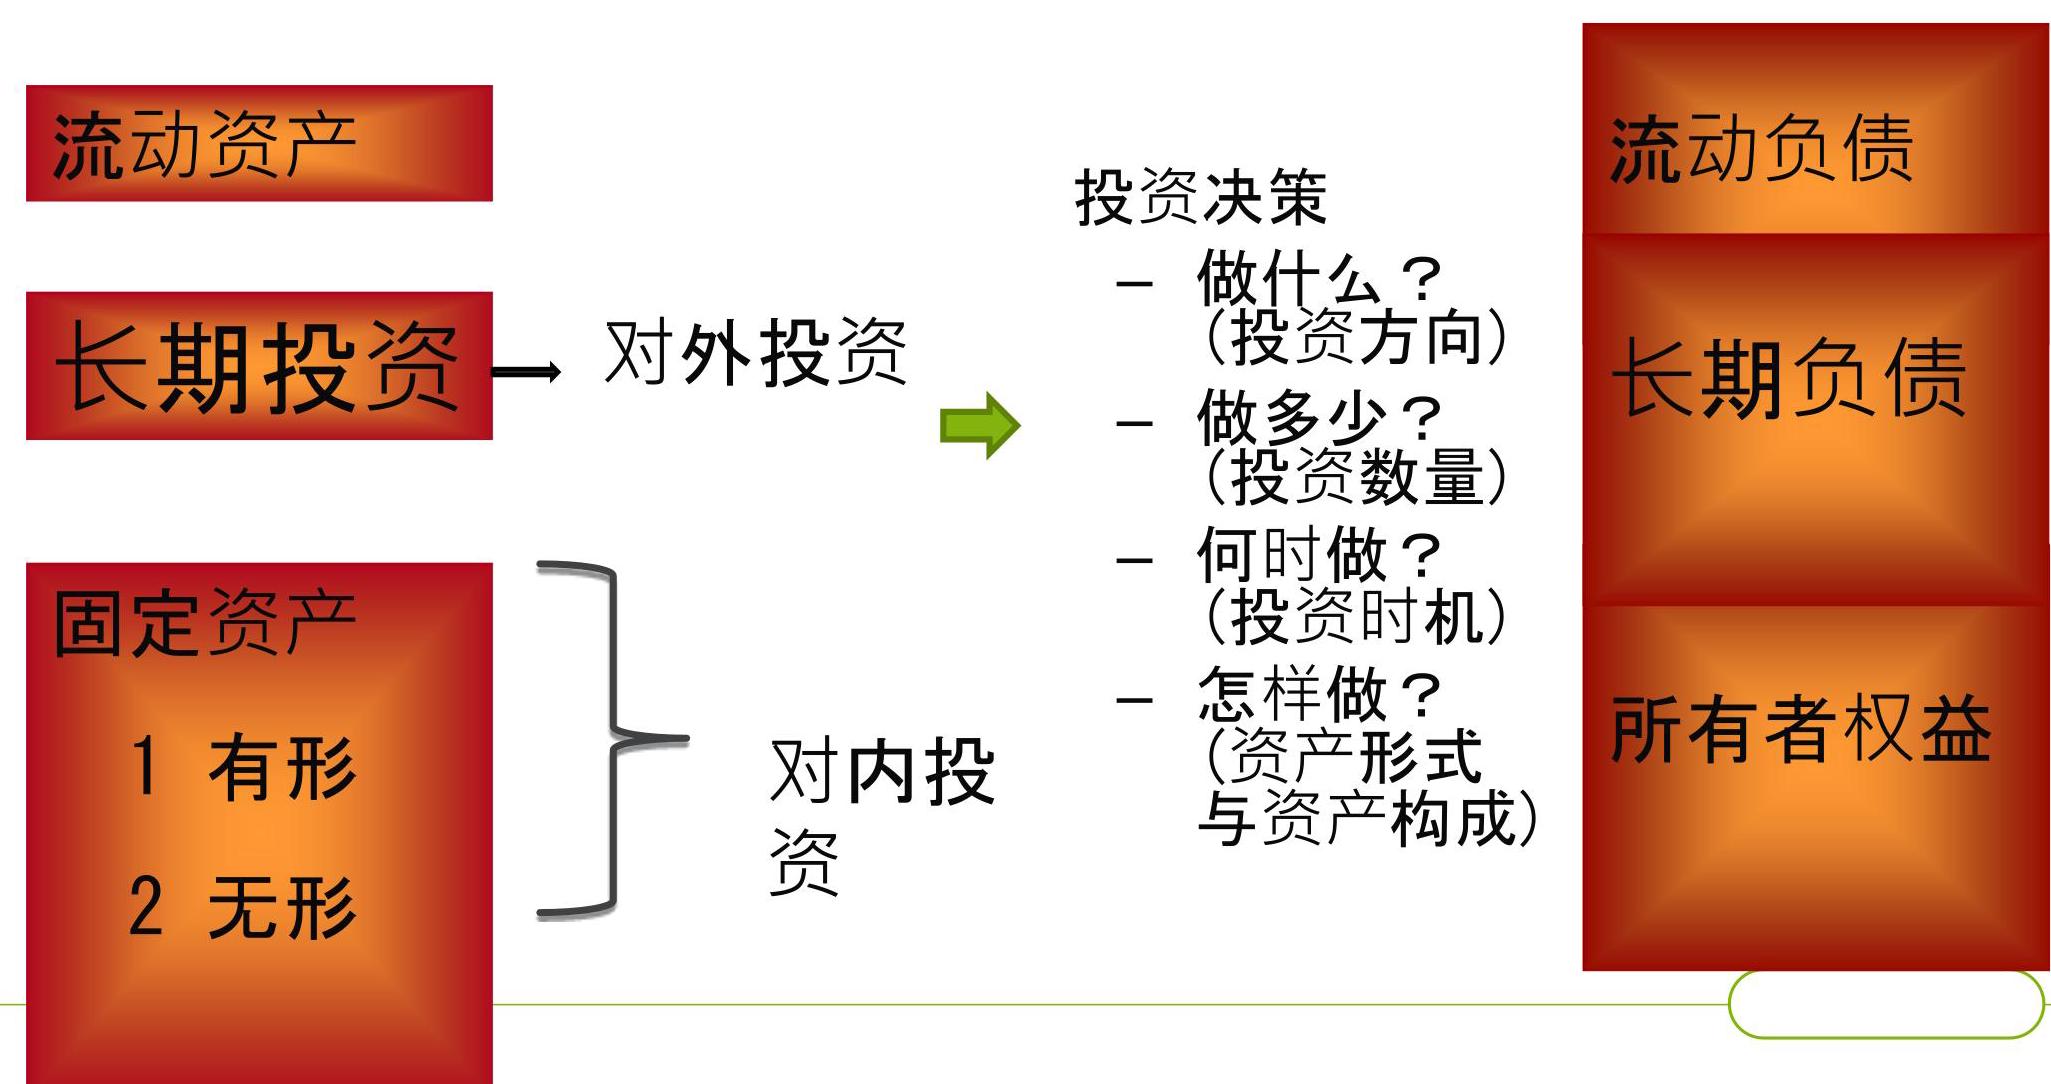 流动资产
长期投资
固定资产
1 有形
2 无形
对外投资
对内投
资
投资决策
– 做什么？
（投资方向）
– 做多少？
（投资数量）
– 何时做？
（投资时机）
– 怎样做？
（资产形式
与资产构成）
流动负债
长期负债
所有者权益